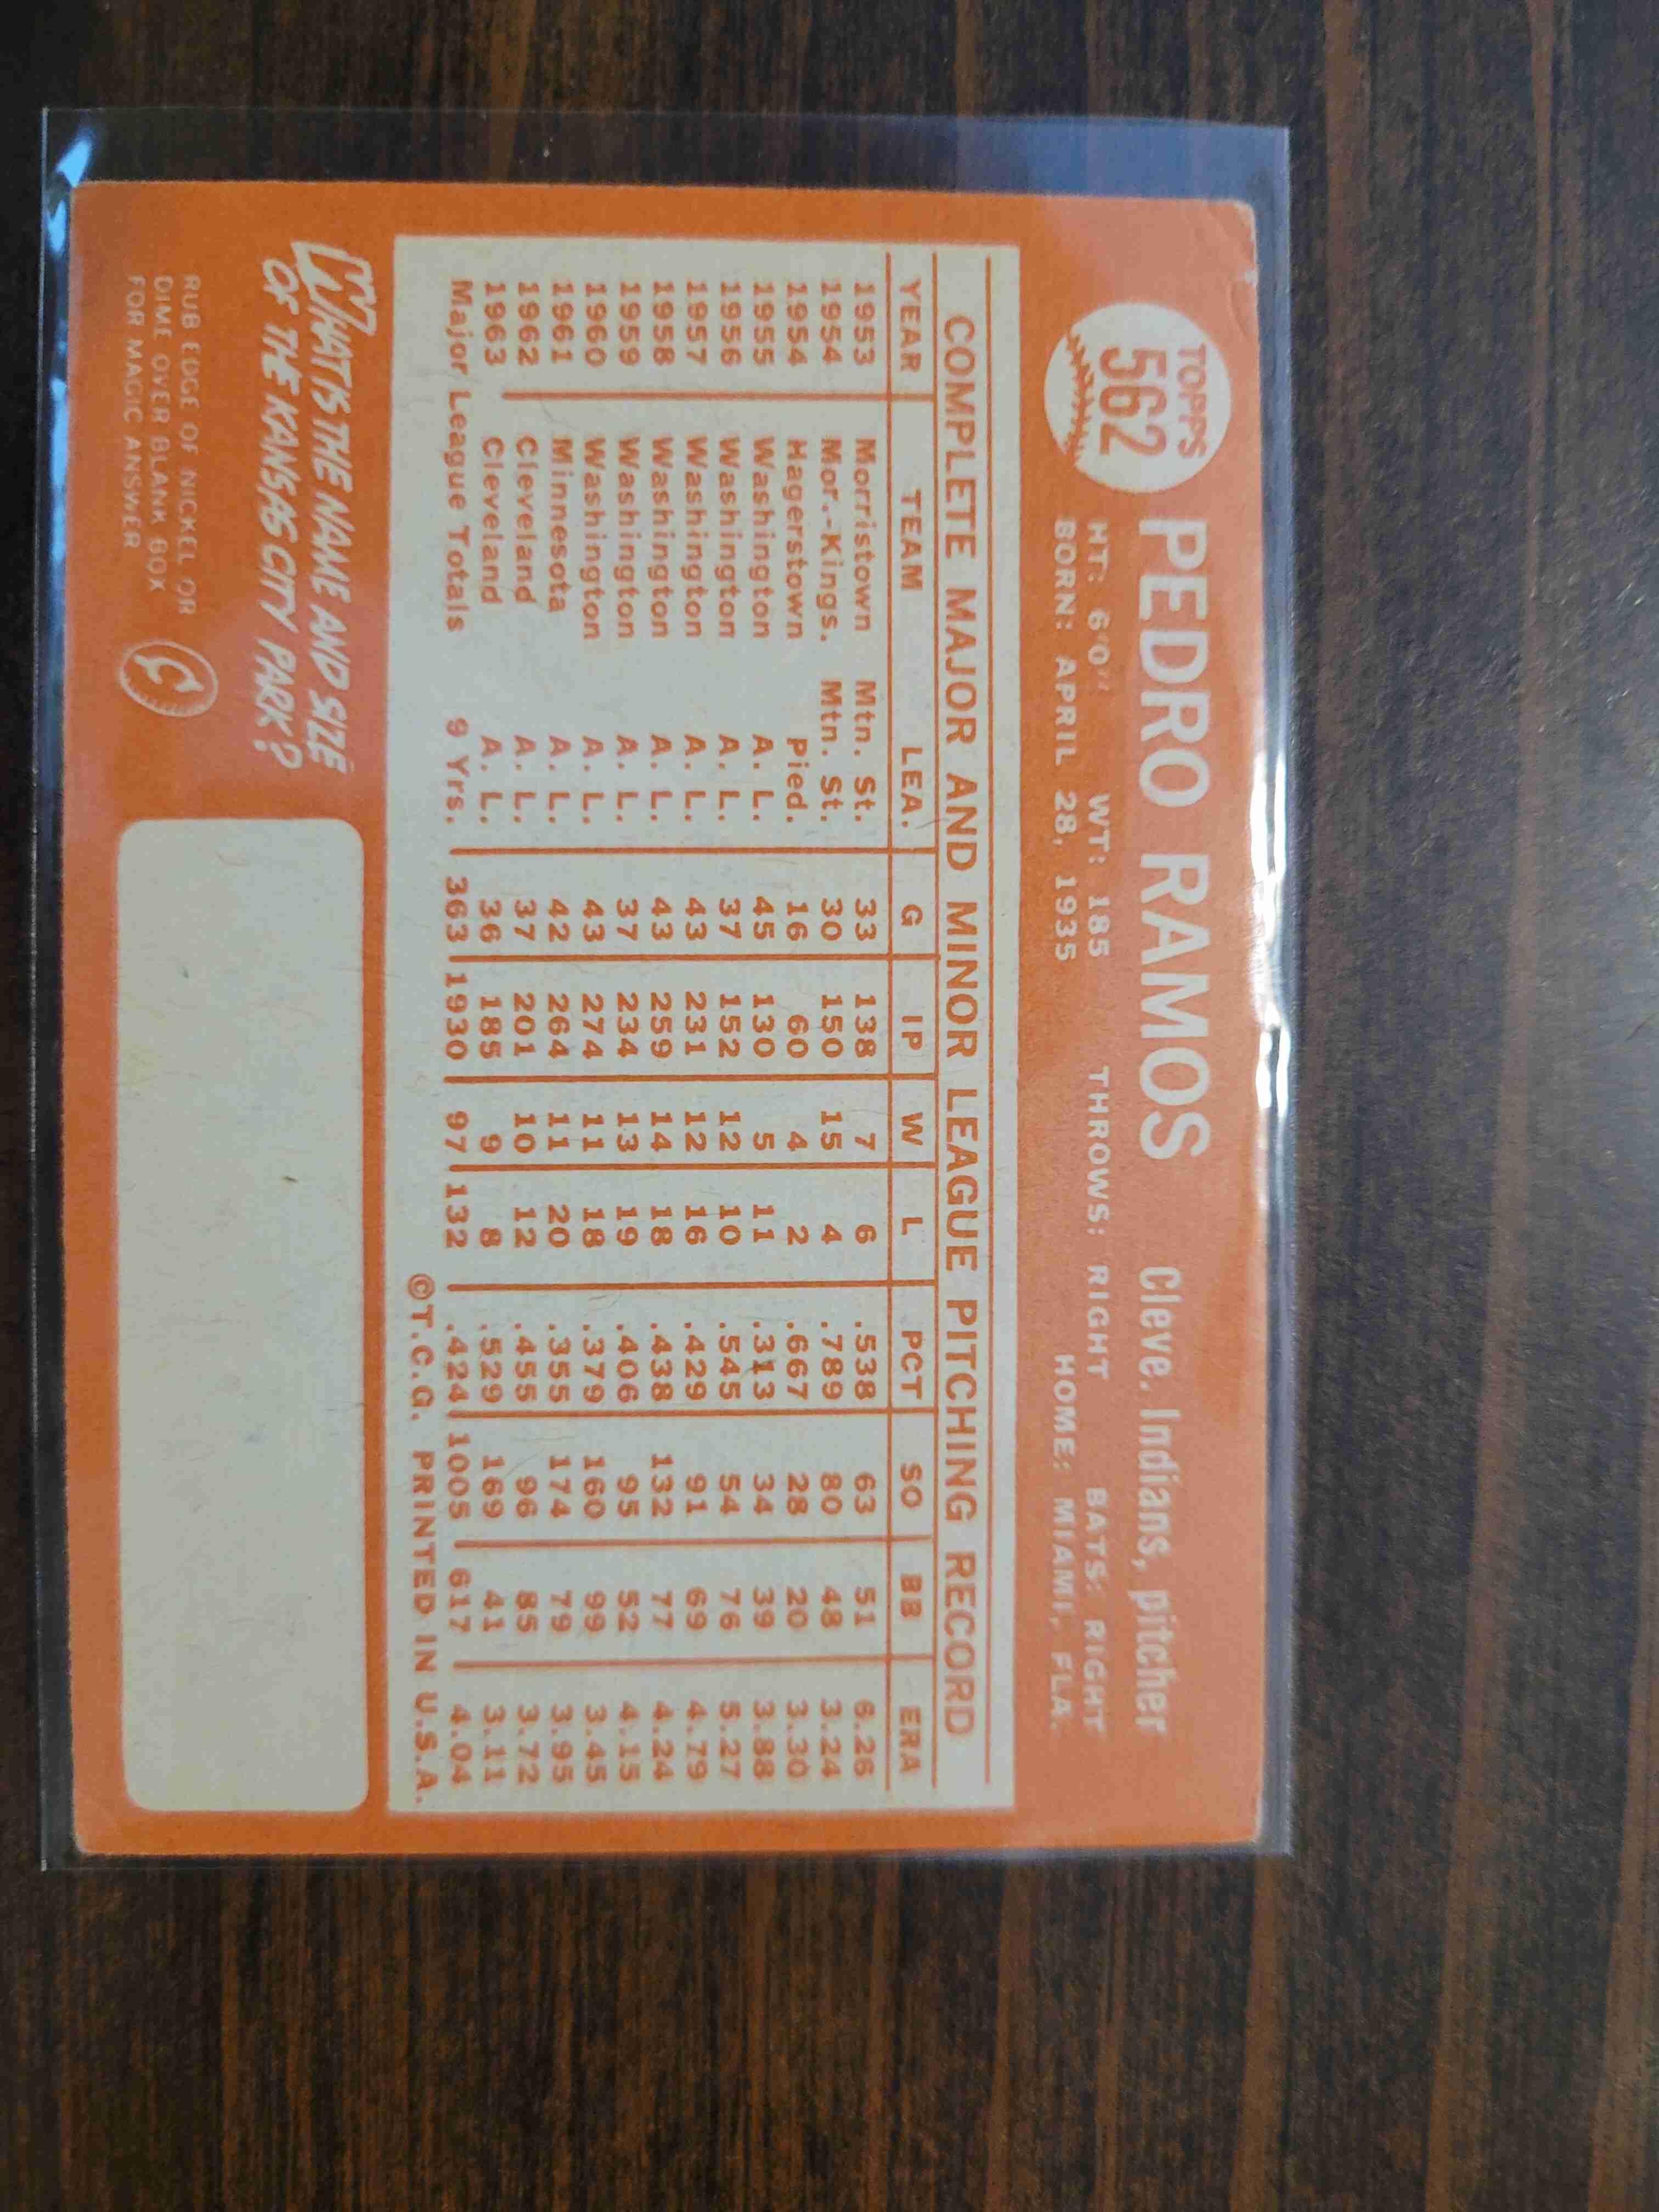 TOPPS
562
PEDRO RAMOS Cleve. Indians, pitcher
HT: 6'0" WT: 185 THROWS: RIGHT BATS: RIGHT
BORN: APRIL 28, 1935 HOME: MIAMI, FLA.
COMPLETE MAJOR AND MINOR LEAGUE PITCHING RECORD
YEAR TEAM LEA. G IP W L PCT SO BB ERA
1953 Morristown Mtn. St. 33 138 7 6 .538 63 51 6.26
1954 Mor.-Kings. Mtn. St. 30 150 15 4 .789 80 48 3.24
1954 Hagerstown Pied. 16 60 4 2 .667 28 20 3.30
1955 Washington A. L. 45 130 5 11 .313 34 39 3.88
1956 Washington A. L. 37 152 12 10 .545 54 76 5.27
1957 Washington A. L. 43 231 12 16 .429 91 69 4.79
1958 Washington A. L. 43 259 14 18 .438 132 77 4.24
1959 Washington A. L. 37 234 13 19 .406 95 52 4.15
1960 Washington A. L. 43 274 11 18 .379 160 99 3.45
1961 Minnesota A. L. 42 264 11 20 .355 174 79 3.95
1962 Cleveland A. L. 37 201 10 12 .455 96 85 3.72
1963 Cleveland A. L. 36 185 9 8 .529 169 41 3.11
Major League Totals 9 Yrs. 363 1930 97 132 .424 1005 617 4.04
©T.C.G. PRINTED IN U.S.A.
WHAT IS THE NAME AND SIZE
OF THE KANSAS CITY PARK?
RUB EDGE OF NICKEL OR
DIME OVER BLANK BOX
FOR MAGIC ANSWER